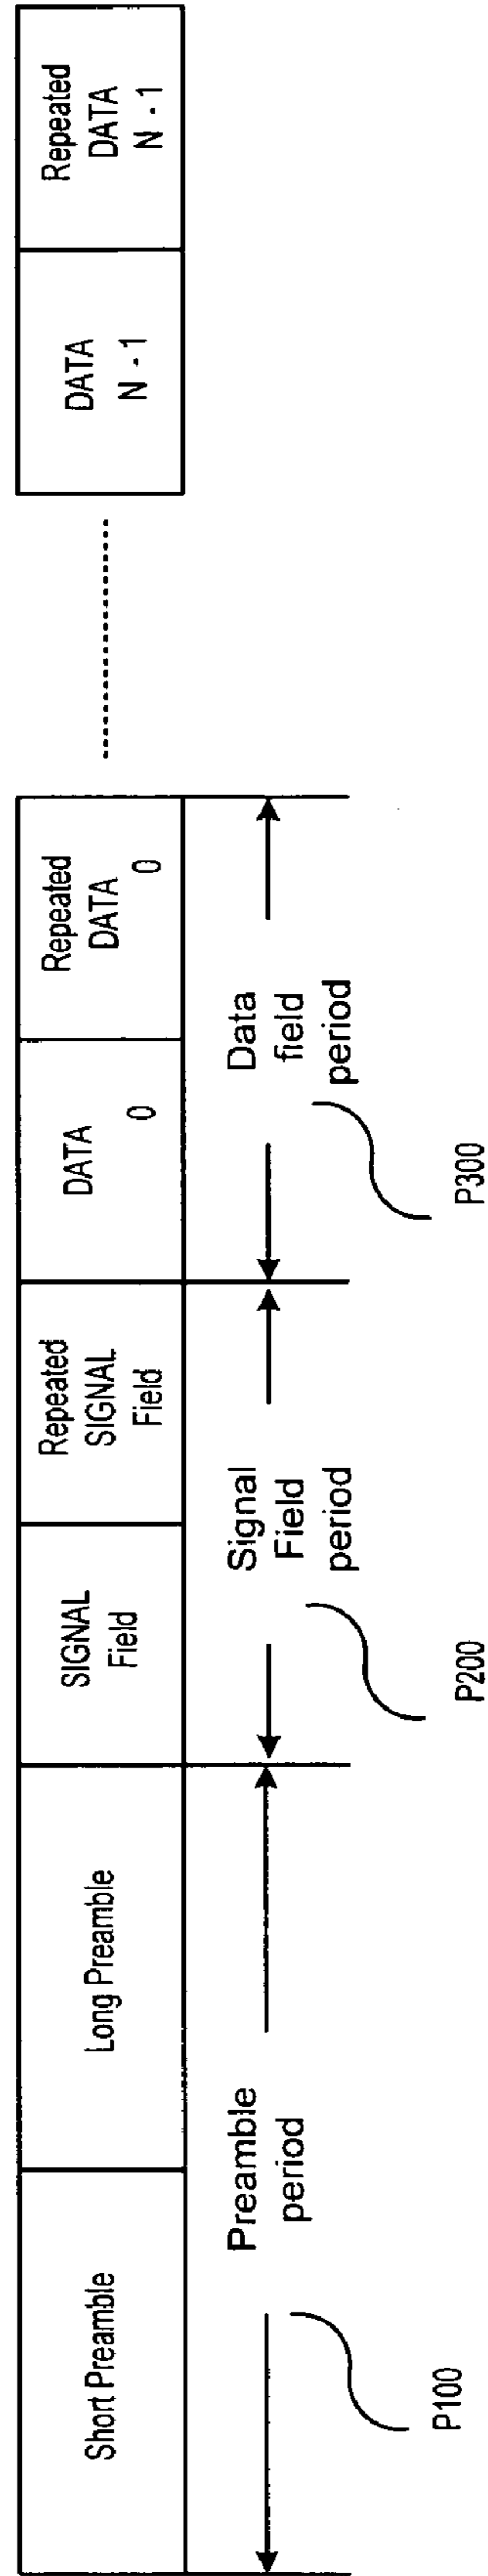 Short Preamble
Long Preamble
SIGNAL
Field
Repeated
SIGNAL
Field
DATA
0
Repeated
DATA
0
DATA
N - 1
Repeated
DATA
N - 1
Preamble
period
Signal
Field
period
Data
field
period
P100
P200
P300